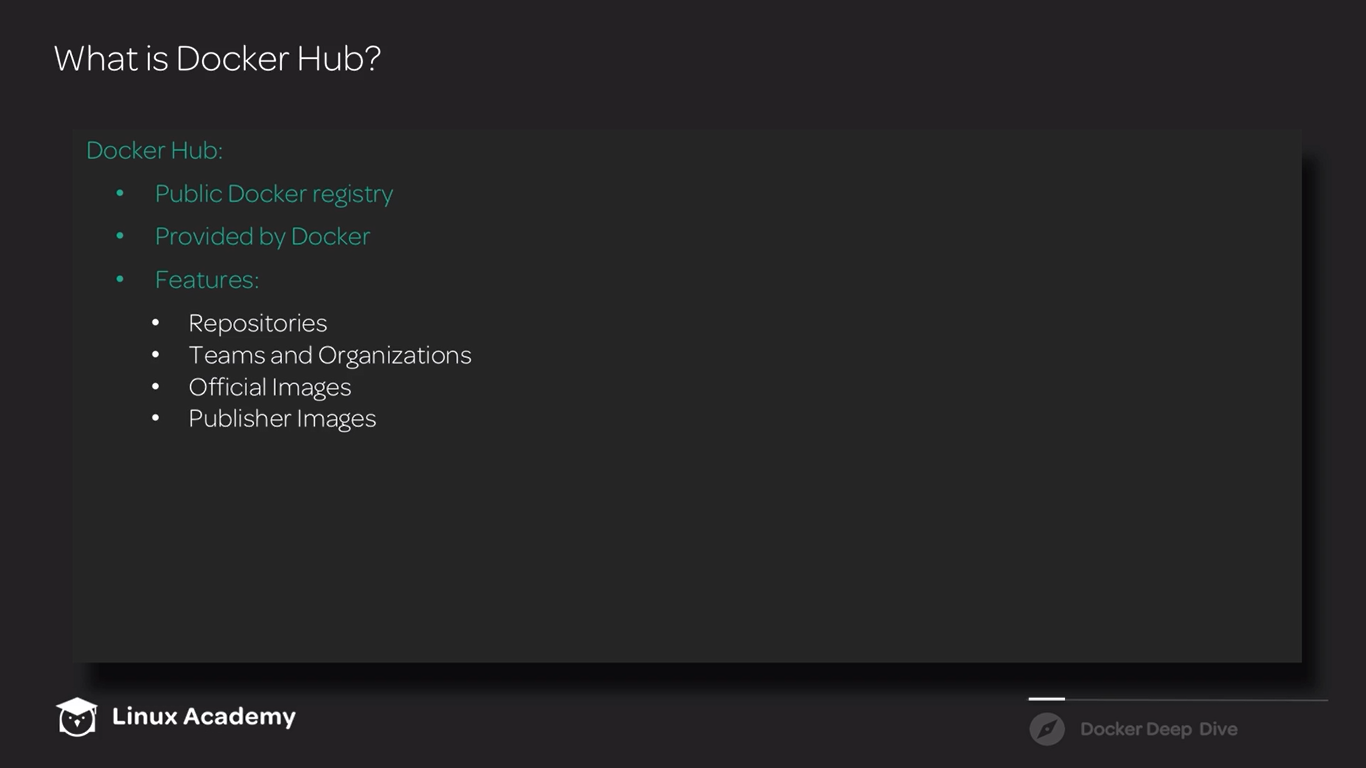 What is Docker Hub?
Docker Hub:
• Public Docker registry
• Provided by Docker
• Features:
• Repositories
• Teams and Organizations
• Official Images
• Publisher Images
Linux Academy
Docker Deep Dive